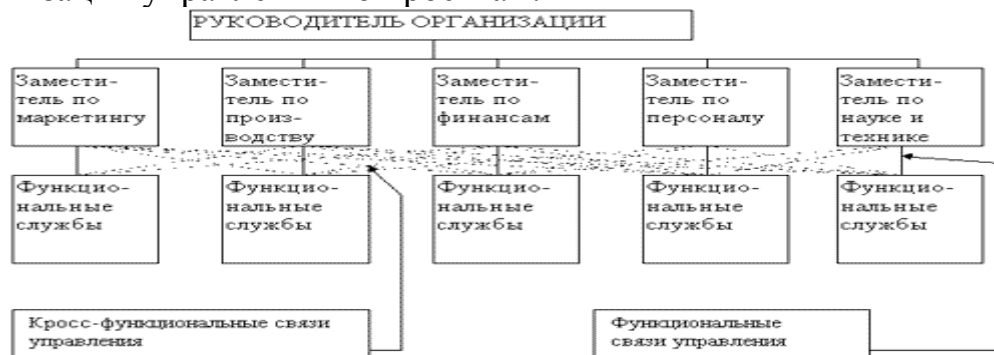 РУКОВОДИТЕЛЬ ОРГАНИЗАЦИИ
Замести-
тель по
маркетингу
Замести-
тель по
произ-
водству
Замести-
тель по
финансам
Замести-
тель по
персоналу
Замести-
тель по
науке и
технике
Функцио-
нальные
службы
Функцио-
нальные
службы
Функцио-
нальные
службы
Функцио-
нальные
службы
Функцио-
нальные
службы
Кросс-функциональные связи
управления
Функциональные
связи управления